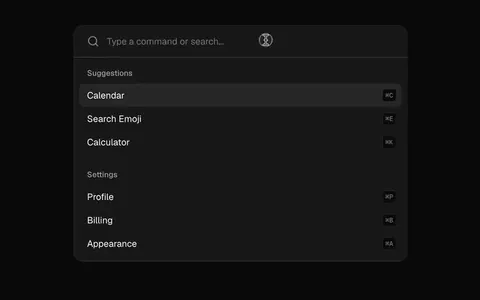 Type a command or search...
Suggestions
Calendar ⌘C
Search Emoji ⌘E
Calculator ⌘K
Settings
Profile ⌘P
Billing ⌘B
Appearance ⌘A